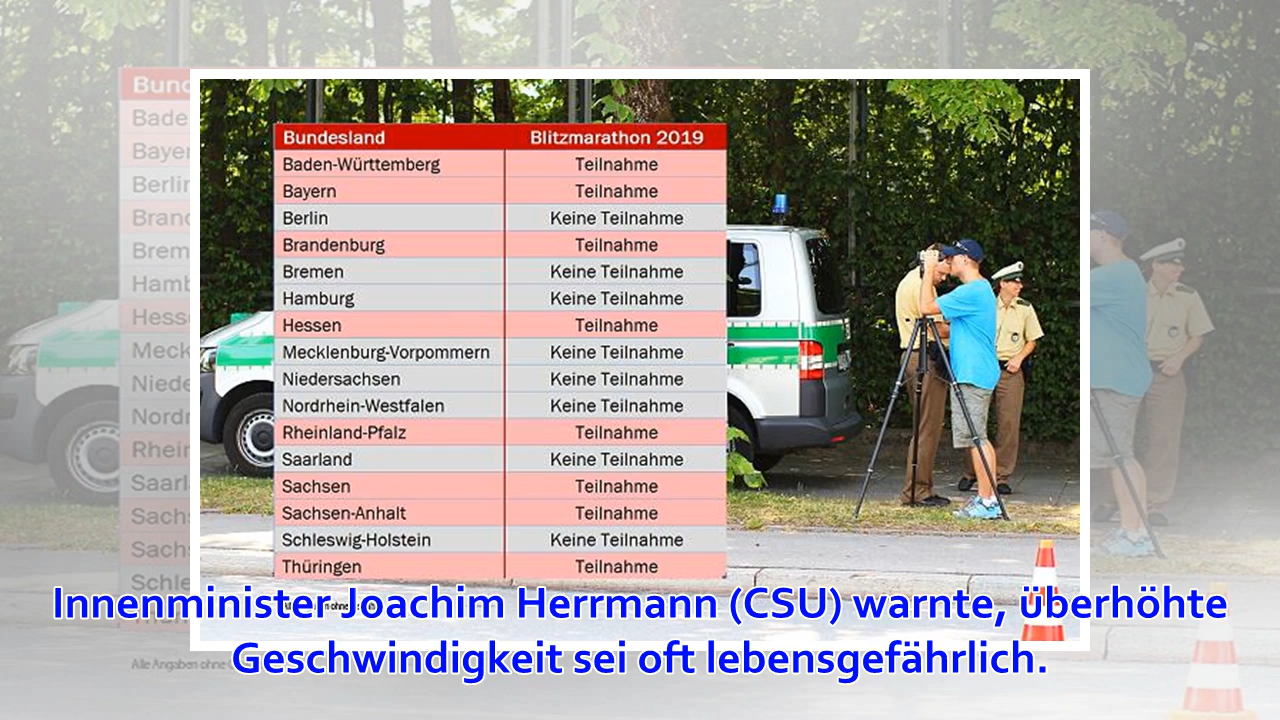 Bundesland Blitzmarathon 2019
Baden-Württemberg Teilnahme
Bayern Teilnahme
Berlin Keine Teilnahme
Brandenburg Teilnahme
Bremen Keine Teilnahme
Hamburg Keine Teilnahme
Hessen Teilnahme
Mecklenburg-Vorpommern Keine Teilnahme
Niedersachsen Keine Teilnahme
Nordrhein-Westfalen Keine Teilnahme
Rheinland-Pfalz Teilnahme
Saarland Keine Teilnahme
Sachsen Teilnahme
Sachsen-Anhalt Teilnahme
Schleswig-Holstein Keine Teilnahme
Thüringen Teilnahme
Innenminister Joachim Herrmann (CSU) warnte, überhöhte
Geschwindigkeit sei oft lebensgefährlich.
Alle Angaben ohne